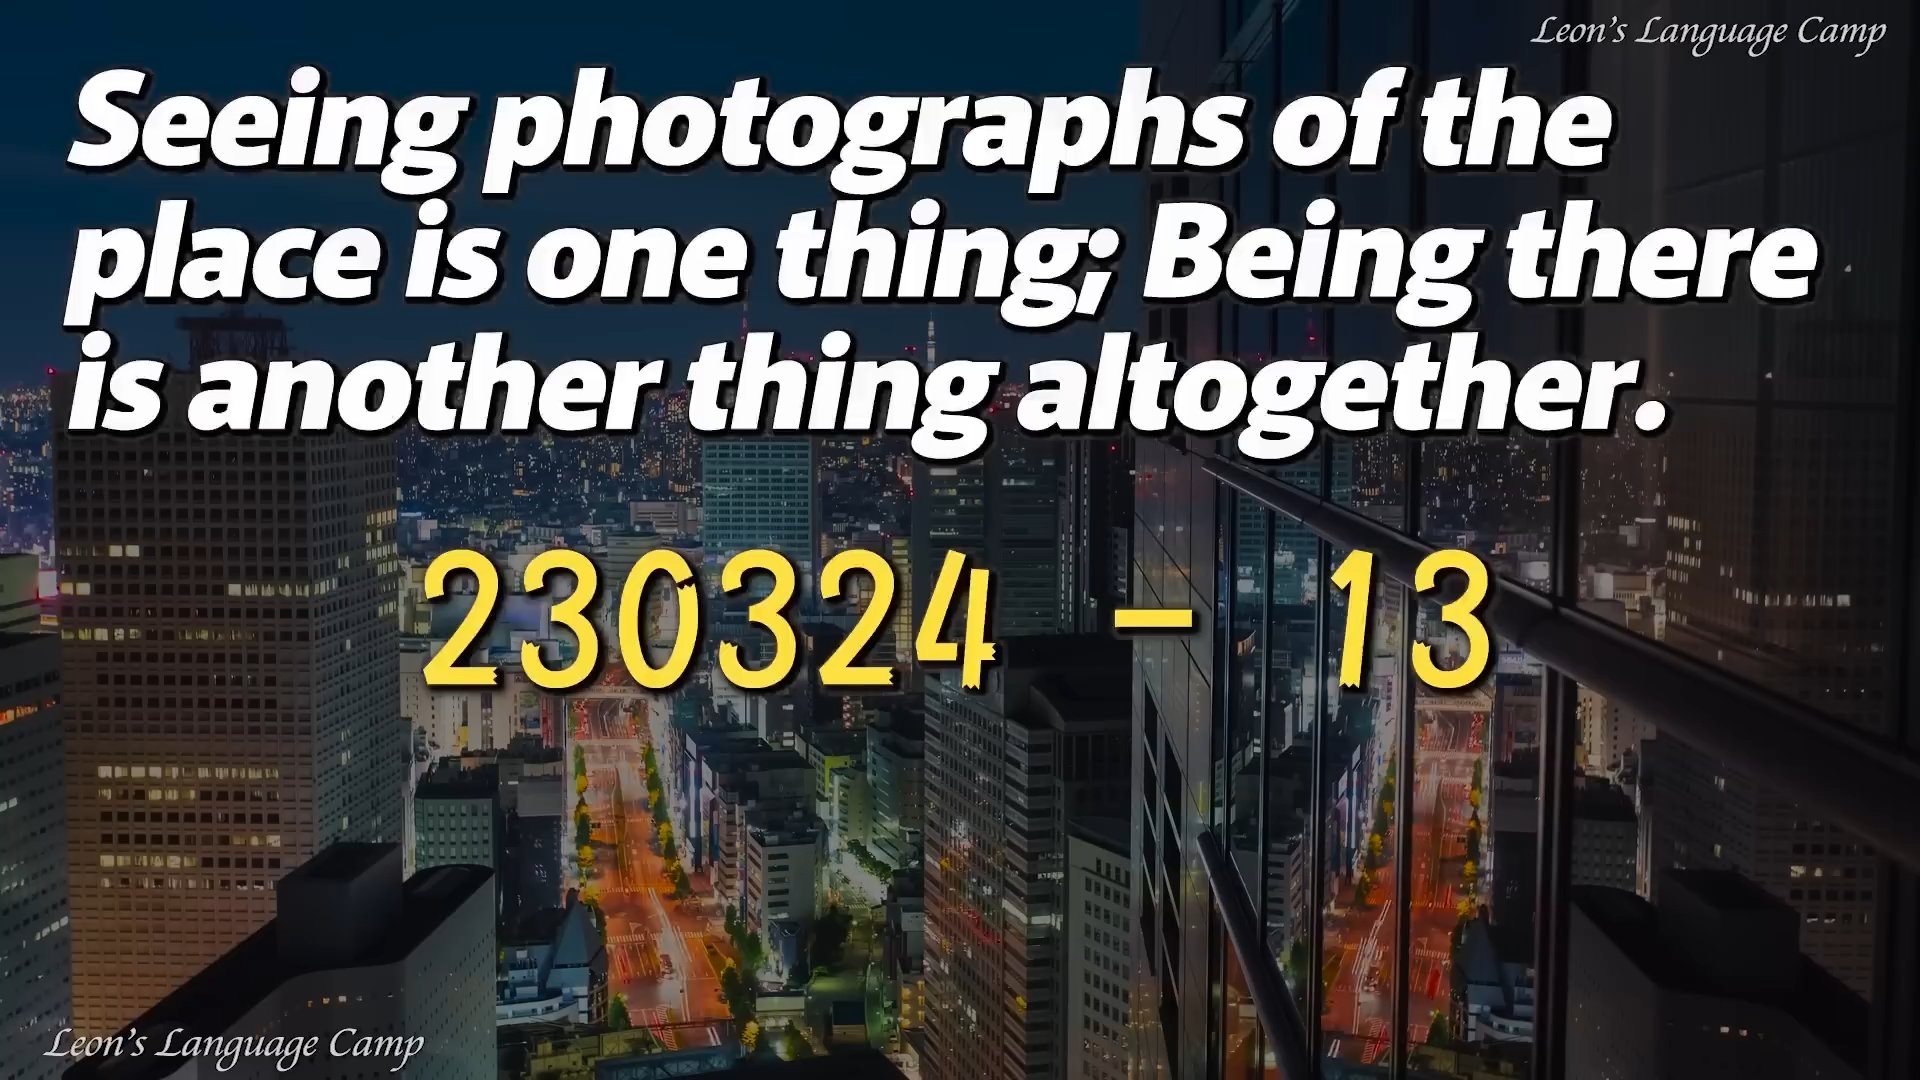 Leon's Language Camp
Seeing photographs of the
place is one thing; Being there
is another thing altogether.
230324 - 13
Leon's Language Camp